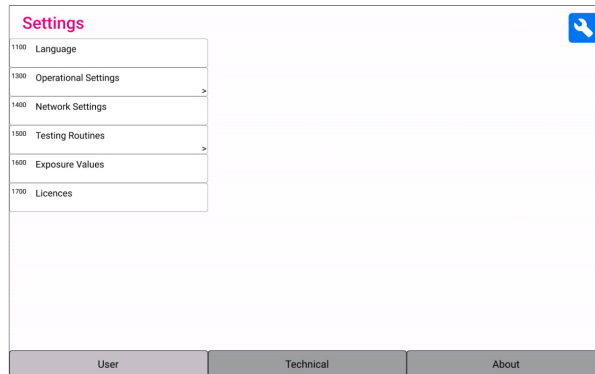 Settings
1100 Language
1300 Operational Settings
>
1400 Network Settings
1500 Testing Routines
>
1600 Exposure Values
1700 Licences
User Technical About